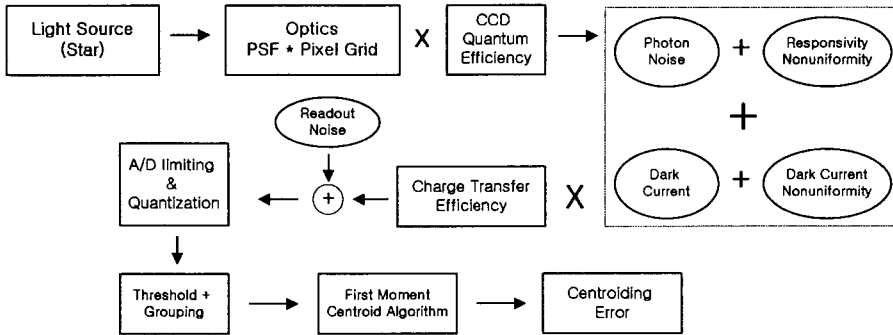 Light Source
(Star)
Optics
PSF * Pixel Grid
X
CCD
Quantum
Efficiency
Photon
Noise
+
Responsivity
Nonuniformity
+
Dark
Current
+
Dark Current
Nonuniformity
X
Charge Transfer
Efficiency
Readout
Noise
+
A/D limiting
&
Quantization
Threshold +
Grouping
First Moment
Centroid Algorithm
Centroiding
Error